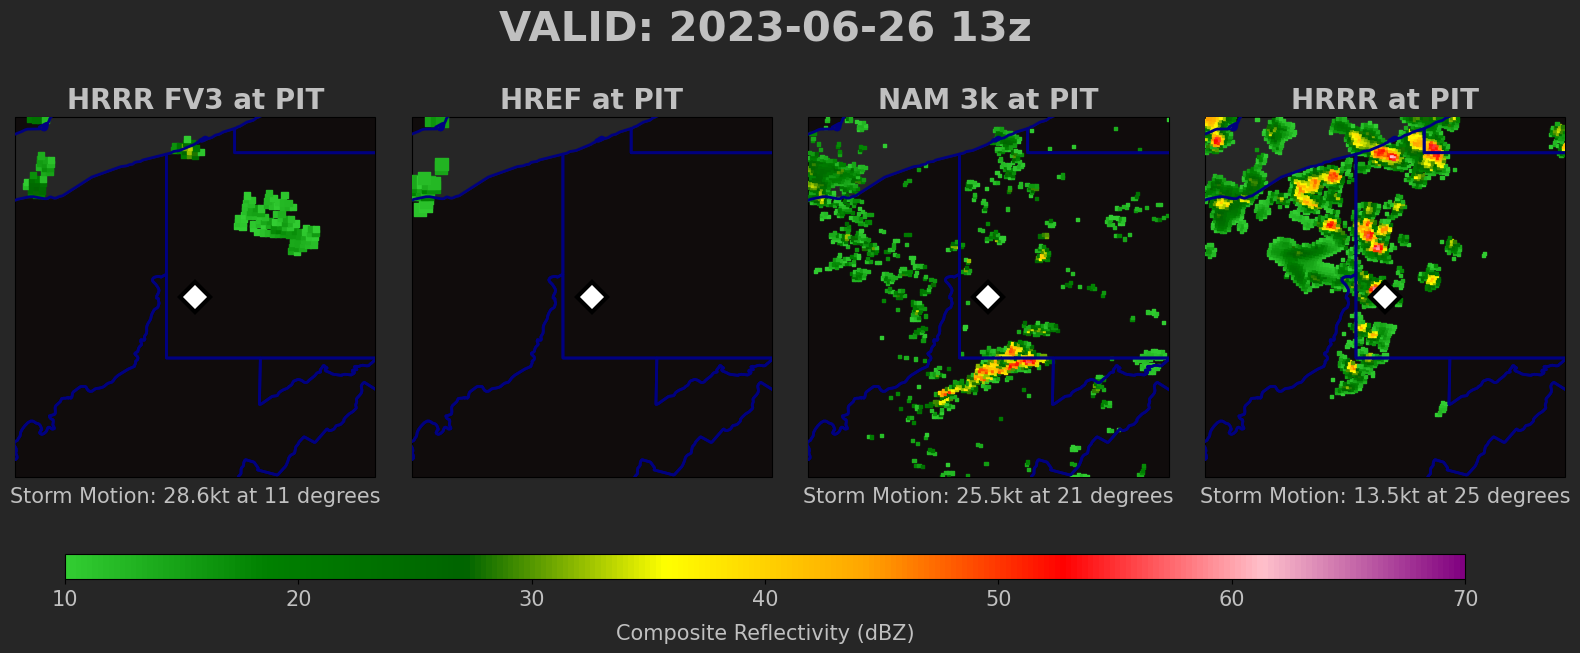 VALID: 2023-06-26 13z
HRRR FV3 at PIT
HREF at PIT
NAM 3k at PIT
HRRR at PIT
Storm Motion: 28.6kt at 11 degrees
Storm Motion: 25.5kt at 21 degrees
Storm Motion: 13.5kt at 25 degrees
10 20 30 40 50 60 70
Composite Reflectivity (dBZ)